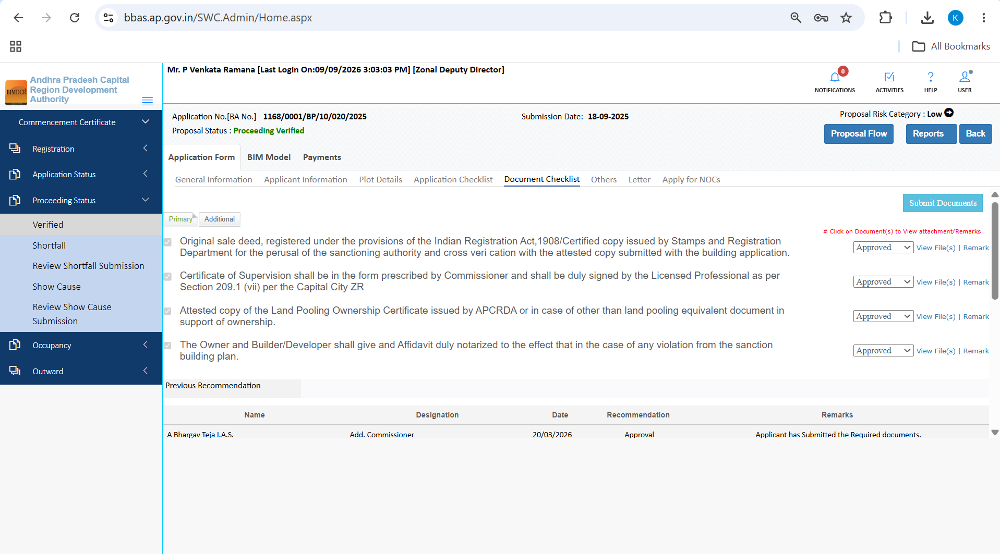 bbas.ap.gov.in/SWC.Admin/Home.aspx
K
All Bookmarks
BIMDCR
Andhra Pradesh Capital
Region Development
Authority
Mr. P Venkata Ramana [Last Login On:09/09/2026 3:03:03 PM] [Zonal Deputy Director]
0
NOTIFICATIONS
ACTIVITIES
HELP
USER
Commencement Certificate
Registration
Application Status
Proceeding Status
Verified
Shortfall
Review Shortfall Submission
Show Cause
Review Show Cause
Submission
Occupancy
Outward
Application No.[BA No.] - 1168/0001/BP/10/020/2025
Submission Date:- 18-09-2025
Proposal Risk Category : Low
Proposal Status : Proceeding Verified
Proposal Flow
Reports
Back
Application Form
BIM Model
Payments
General Information
Applicant Information
Plot Details
Application Checklist
Document Checklist
Others
Letter
Apply for NOCs
Submit Documents
Primary
Additional
# Click on Document(s) to View attachment/Remarks
Original sale deed, registered under the provisions of the Indian Registration Act,1908/Certified copy issued by Stamps and Registration
Department for the perusal of the sanctioning authority and cross veri cation with the attested copy submitted with the building application.
Approved View File(s) | Remark
Certificate of Supervision shall be in the form prescribed by Commissioner and shall be duly signed by the Licensed Professional as per
Section 209.1 (vii) per the Capital City ZR
Approved View File(s) | Remark
Attested copy of the Land Pooling Ownership Certificate issued by APCRDA or in case of other than land pooling equivalent document in
support of ownership.
Approved View File(s) | Remark
The Owner and Builder/Developer shall give and Affidavit duly notarized to the effect that in the case of any violation from the sanction
building plan.
Approved View File(s) | Remark
Previous Recommendation
Name Designation Date Recommendation Remarks
A Bhargav Teja I.A.S. Add. Commissioner 20/03/2026 Approval Applicant has Submitted the Required documents.